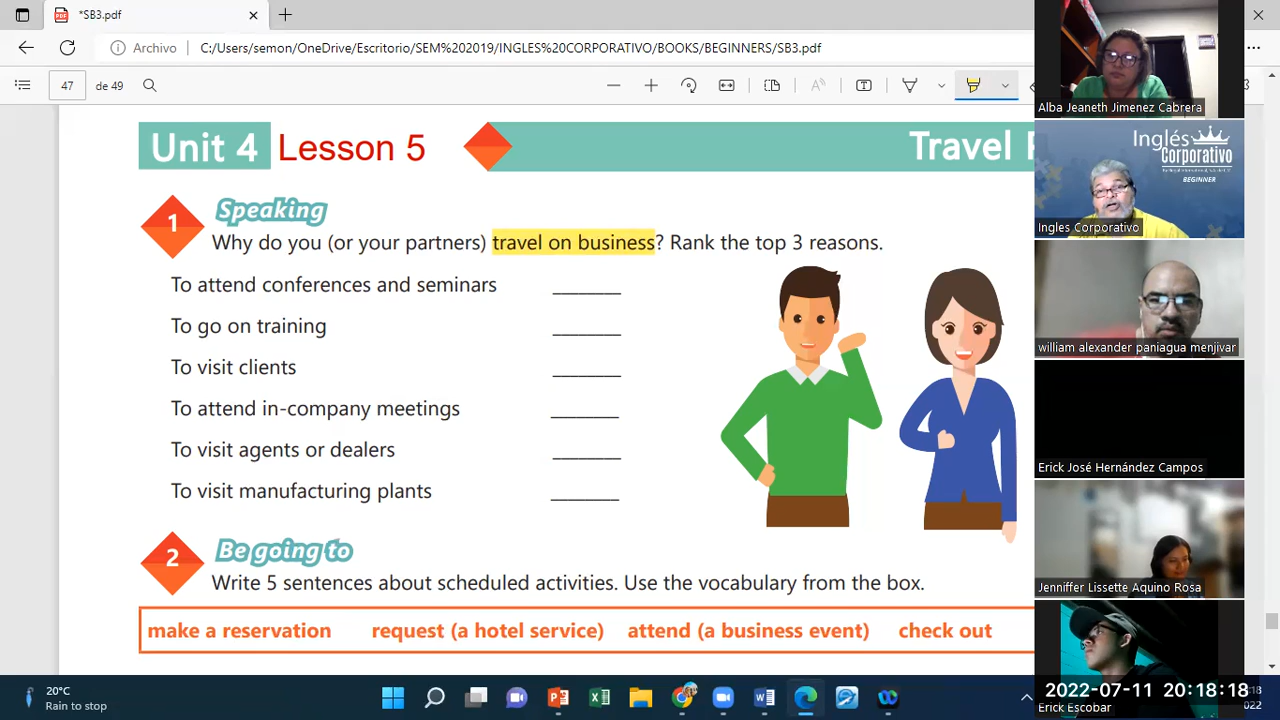 *SB3.pdf
Archivo
C:/Users/semon/OneDrive/Escritorio/SEM%202019/INGLES%20CORPORATIVO/BOOKS/BEGINNERS/SB3.pdf
47 de 49
Unit 4 Lesson 5
Travel
1
Speaking
Why do you (or your partners) travel on business? Rank the top 3 reasons.
To attend conferences and seminars ________
To go on training ________
To visit clients ________
To attend in-company meetings ________
To visit agents or dealers ________
To visit manufacturing plants ________
2
Be going to
Write 5 sentences about scheduled activities. Use the vocabulary from the box.
make a reservation request (a hotel service) attend (a business event) check out
Alba Jeaneth Jimenez Cabrera
Inglés
Corporativo
BEGINNER
Ingles Corporativo
william alexander paniagua menjivar
Erick José Hernández Campos
Jenniffer Lissette Aquino Rosa
2022-07-11 20:18:18
Erick Escobar
20°C
Rain to stop